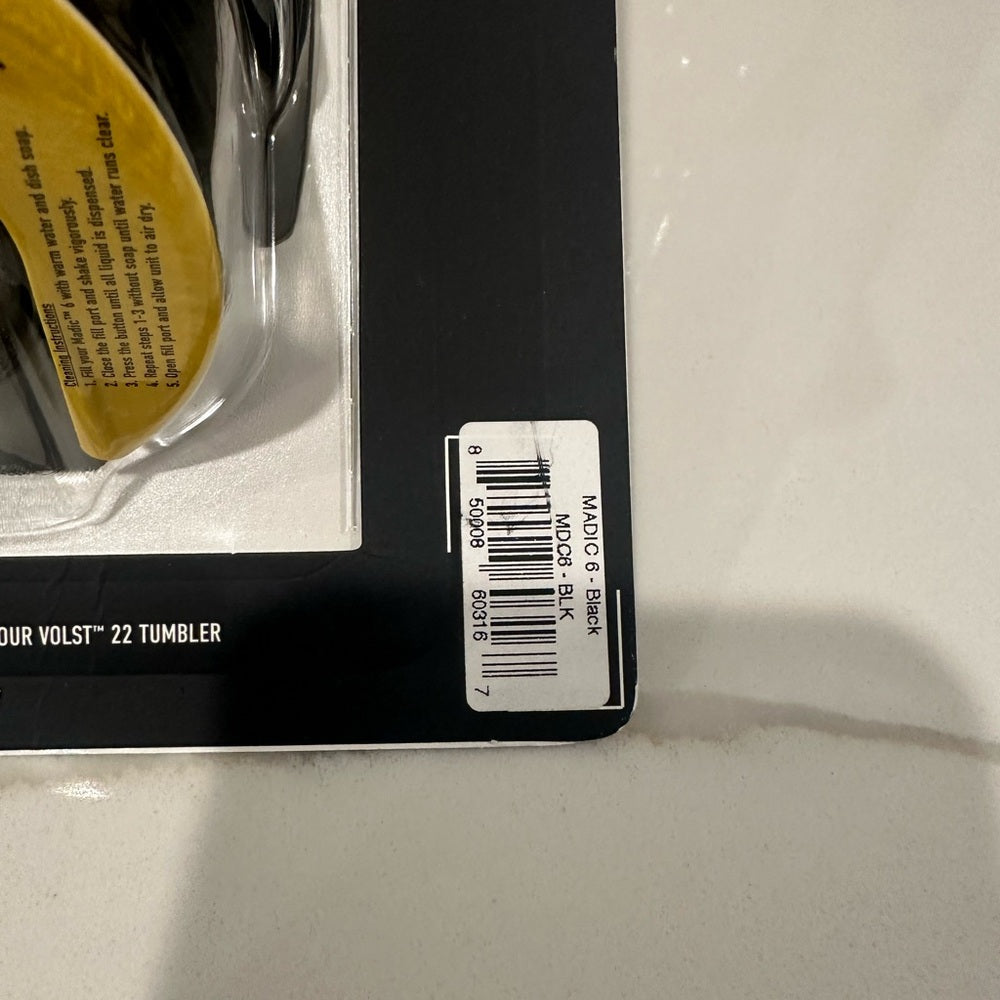 Cleaning Instructions
1. Fill your Madic™ 6 with warm water and dish soap.
2. Close the fill port and shake vigorously.
3. Press the button until all liquid is dispensed.
4. Repeat steps 1-3 without soap until water runs clear.
5. Open fill port and allow unit to air dry.
OUR VOLST™ 22 TUMBLER
MADIC 6 - Black
MDC6 - BLK
8 50008 60316 7